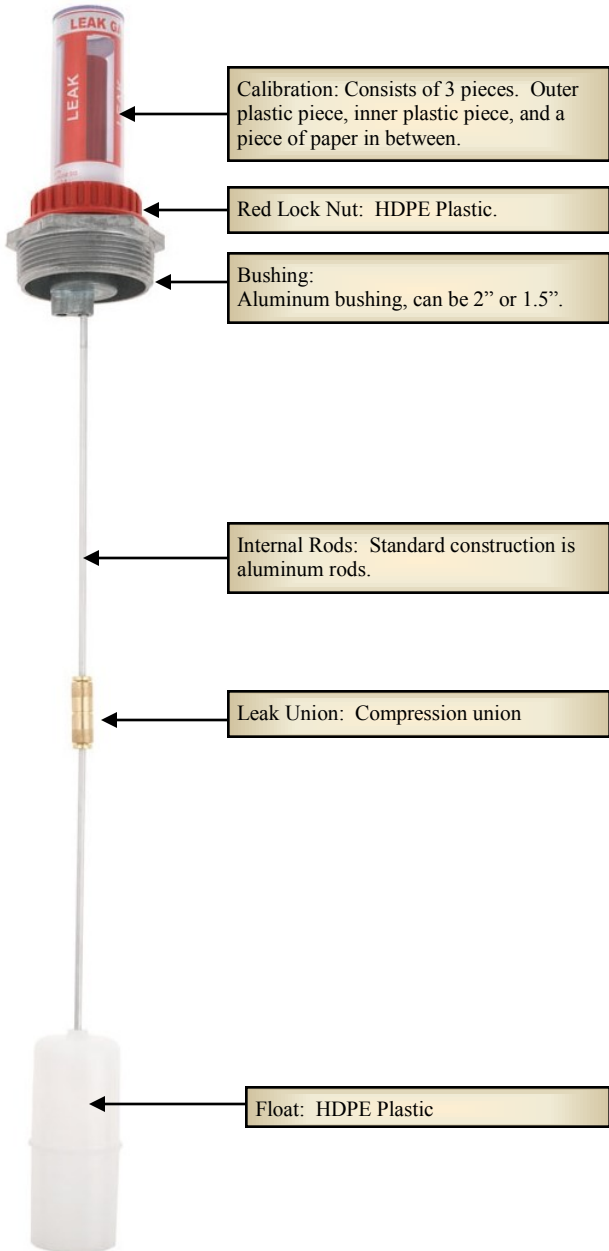 LEAK GA
LEAK
LEAK
Calibration: Consists of 3 pieces.  Outer
plastic piece, inner plastic piece, and a
piece of paper in between.
Red Lock Nut:  HDPE Plastic.
Bushing:
Aluminum bushing, can be 2” or 1.5”.
Internal Rods:  Standard construction is
aluminum rods.
Leak Union:  Compression union
Float:  HDPE Plastic